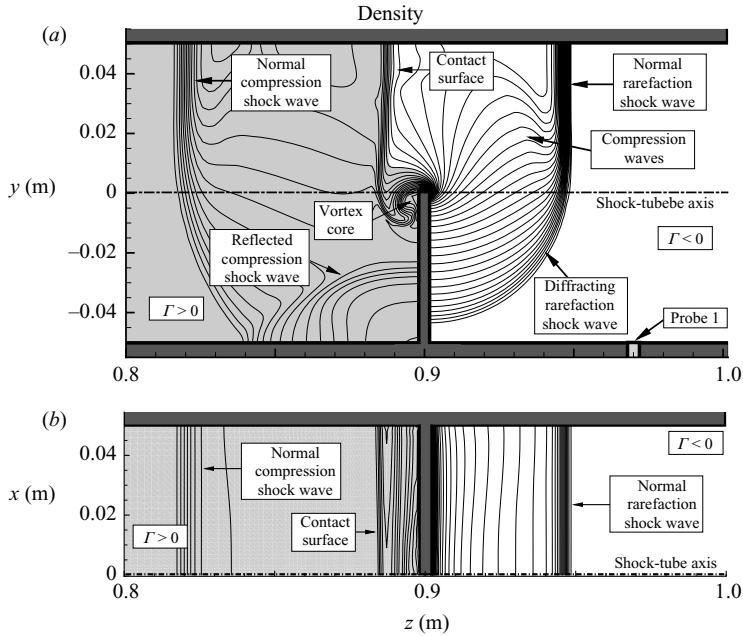 Density
(a)
0.04
0.02
0
−0.02
−0.04
y (m)
Normal
compression
shock wave
Contact
surface
Normal
rarefaction
shock wave
Compression
waves
Shock-tubebe axis
Vortex
core
Γ < 0
Reflected
compression
shock wave
Diffracting
rarefaction
shock wave
Γ > 0
Probe 1
0.8
0.9
1.0
(b)
0.04
0.02
0
x (m)
Normal
compression
shock wave
Γ < 0
Contact
surface
Normal
rarefaction
shock wave
Γ > 0
Shock-tube axis
0.8
0.9
1.0
z (m)